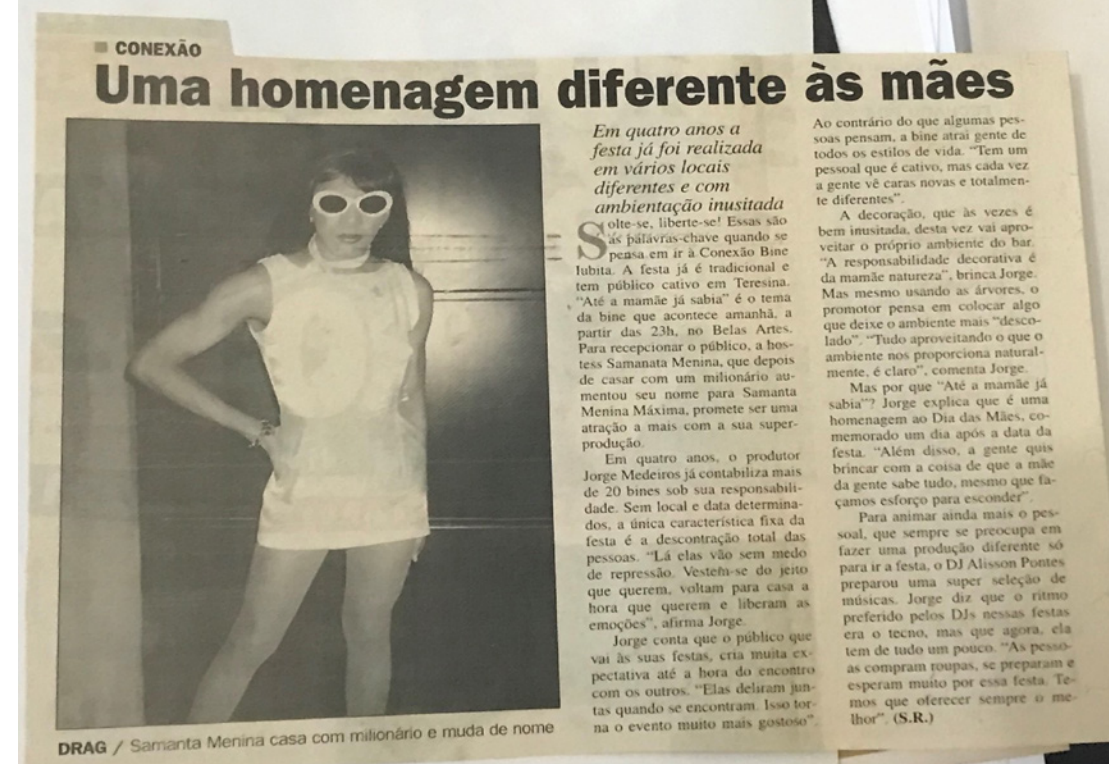 CONEXÃO
Uma homenagem diferente às mães
Em quatro anos a
festa já foi realizada
em vários locais
diferentes e com
ambientação inusitada
Solte-se, liberte-se! Essas são
as palavras-chave quando se
pensa em ir à Conexão Bine
Iubita. A festa já é tradicional e
tem público cativo em Teresina.
"Até a mamãe já sabia" é o tema
da bine que acontece amanhã, a
partir das 23h, no Belas Artes.
Para recepcionar o público, a hos-
tess Samanata Menina, que depois
de casar com um milionário au-
mentou seu nome para Samanta
Menina Máxima, promete ser uma
atração a mais com a sua super-
produção.
Em quatro anos, o produtor
Jorge Medeiros já contabiliza mais
de 20 bines sob sua responsabili-
dade. Sem local e data determina-
dos, a única característica fixa da
festa é a descontração total das
pessoas. "Lá elas vão sem medo
de repressão. Vestem-se do jeito
que querem, voltam para casa a
hora que querem e liberam as
emoções", afirma Jorge.
Jorge conta que o público que
vai às suas festas, cria muita ex-
pectativa até a hora do encontro
com os outros. "Elas deliram jun-
tas quando se encontram. Isso tor-
na o evento muito mais gostoso".
Ao contrário do que algumas pes-
soas pensam, a bine atrai gente de
todos os estilos de vida. "Tem um
pessoal que é cativo, mas cada vez
a gente vê caras novas e totalmen-
te diferentes".
A decoração, que às vezes é
bem inusitada, desta vez vai apro-
veitar o próprio ambiente do bar.
"A responsabilidade decorativa é
da mamãe natureza", brinca Jorge.
Mas mesmo usando as árvores, o
promotor pensa em colocar algo
que deixe o ambiente mais "desco-
lado". "Tudo aproveitando o que o
ambiente nos proporciona natural-
mente, é claro", comenta Jorge.
Mas por que "Até a mamãe já
sabia"? Jorge explica que é uma
homenagem ao Dia das Mães, co-
memorado um dia após a data da
festa. "Além disso, a gente quis
brincar com a coisa de que a mãe
da gente sabe tudo, mesmo que fa-
çamos esforço para esconder".
Para animar ainda mais o pes-
soal, que sempre se preocupa em
fazer uma produção diferente só
para ir a festa, o DJ Alisson Pontes
preparou uma super seleção de
músicas. Jorge diz que o ritmo
preferido pelos DJs nessas festas
era o tecno, mas que agora, ela
tem de tudo um pouco. "As pesso-
as compram roupas, se preparam e
esperam muito por essa festa. Te-
mos que oferecer sempre o me-
lhor". (S.R.)
DRAG / Samanta Menina casa com milionário e muda de nome